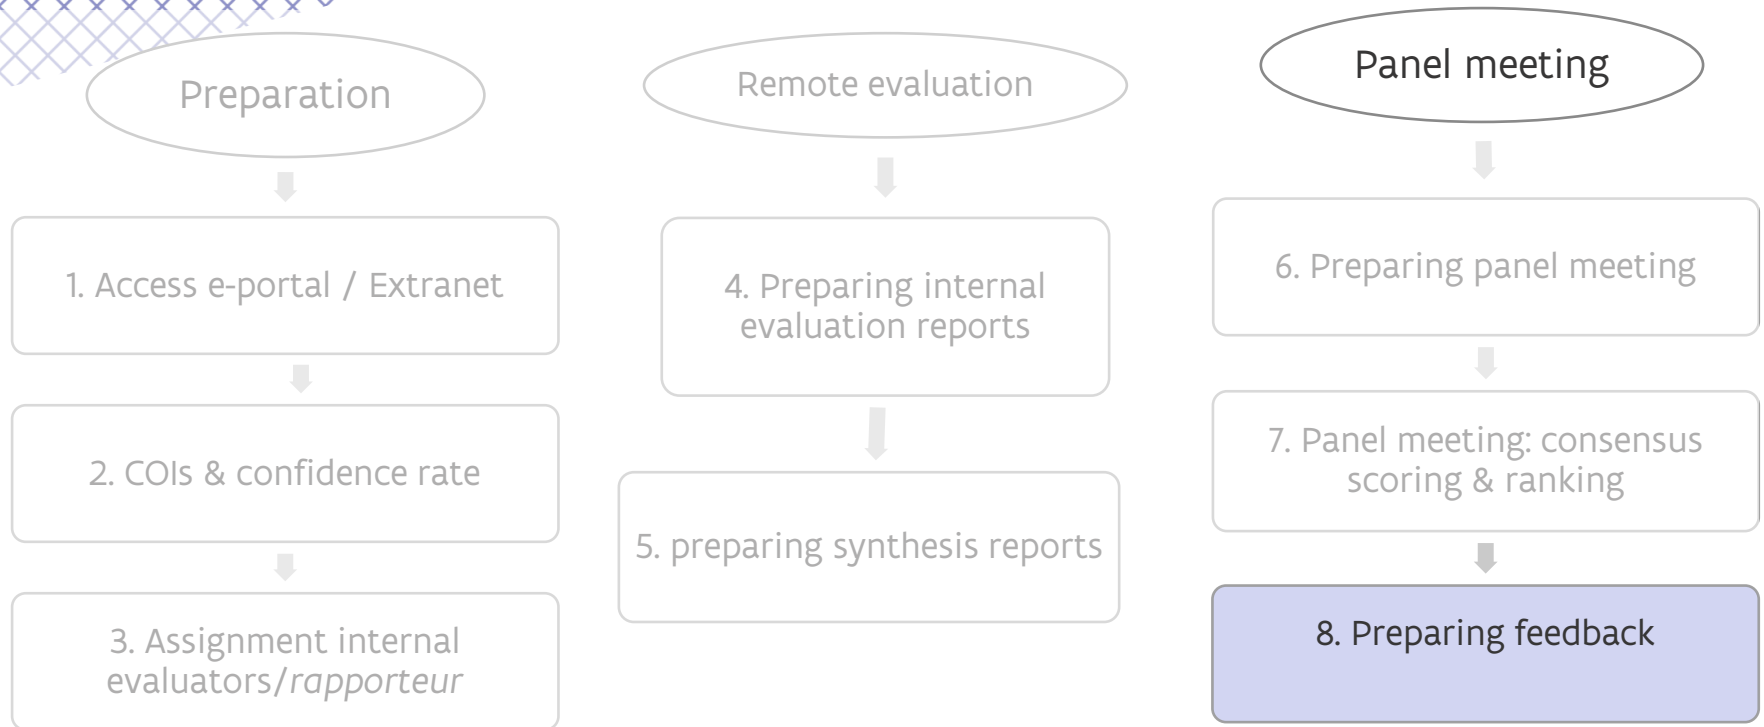 Preparation
1. Access e-portal / Extranet
2. COIs & confidence rate
3. Assignment internal
evaluators/rapporteur
Remote evaluation
4. Preparing internal
evaluation reports
5. preparing synthesis reports
Panel meeting
6. Preparing panel meeting
7. Panel meeting: consensus
scoring & ranking
8. Preparing feedback